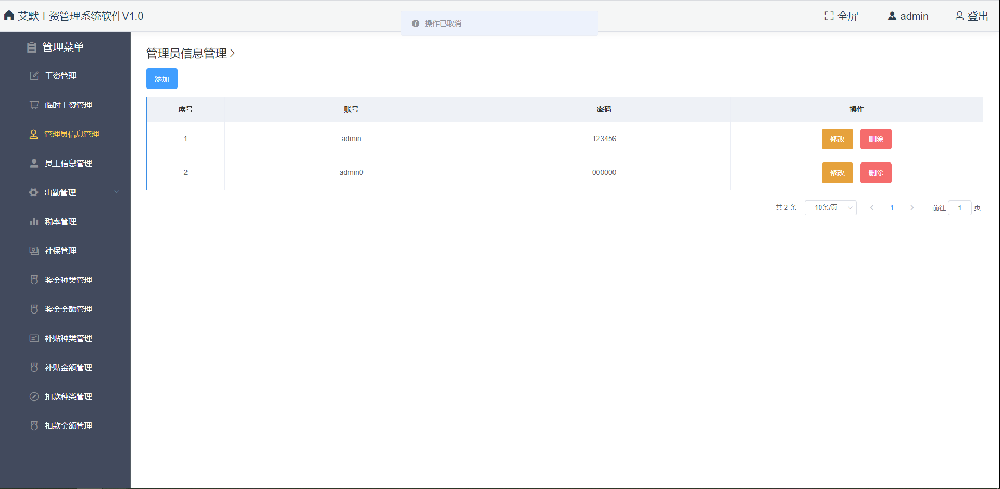 艾默工资管理系统软件V1.0
操作已取消
全屏
admin
登出
管理菜单
工资管理
临时工资管理
管理员信息管理
员工信息管理
出勤管理
税率管理
社保管理
奖金种类管理
奖金金额管理
补贴种类管理
补贴金额管理
扣款种类管理
扣款金额管理
管理员信息管理
添加
序号 账号 密码 操作
1 admin 123456 修改 删除
2 admin0 000000 修改 删除
共 2 条 10条/页 1 前往 1 页